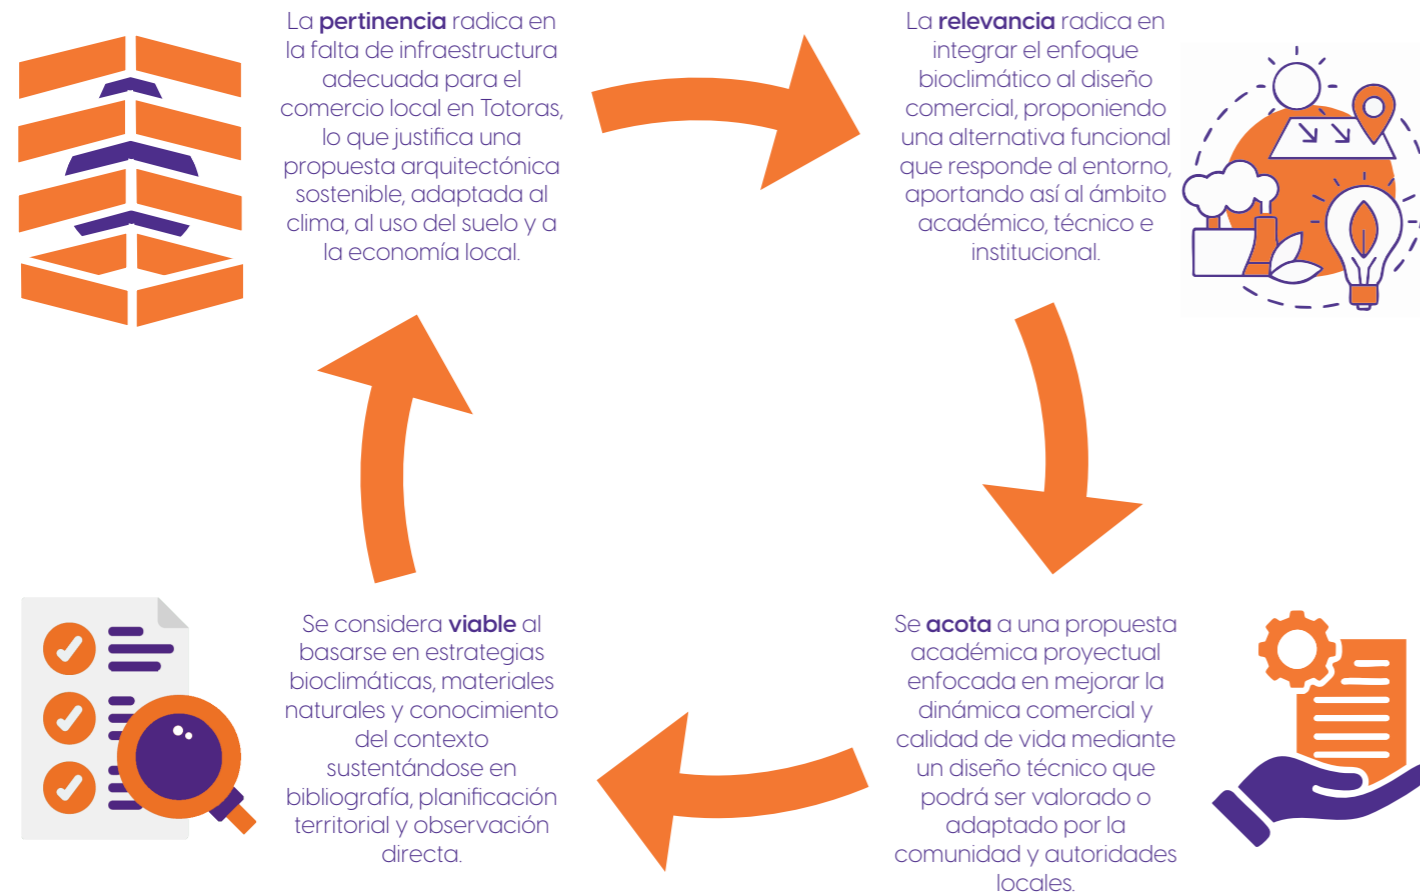 La pertinencia radica en
la falta de infraestructura
adecuada para el
comercio local en Totoras,
lo que justifica una
propuesta arquitectónica
sostenible, adaptada al
clima, al uso del suelo y a
la economía local.
La relevancia radica en
integrar el enfoque
bioclimático al diseño
comercial, proponiendo
una alternativa funcional
que responde al entorno,
aportando así al ámbito
académico, técnico e
institucional.
Se acota a una propuesta
académica proyectual
enfocada en mejorar la
dinámica comercial y
calidad de vida mediante
un diseño técnico que
podrá ser valorado o
adaptado por la
comunidad y autoridades
locales.
Se considera viable al
basarse en estrategias
bioclimáticas, materiales
naturales y conocimiento
del contexto
sustentándose en
bibliografía, planificación
territorial y observación
directa.